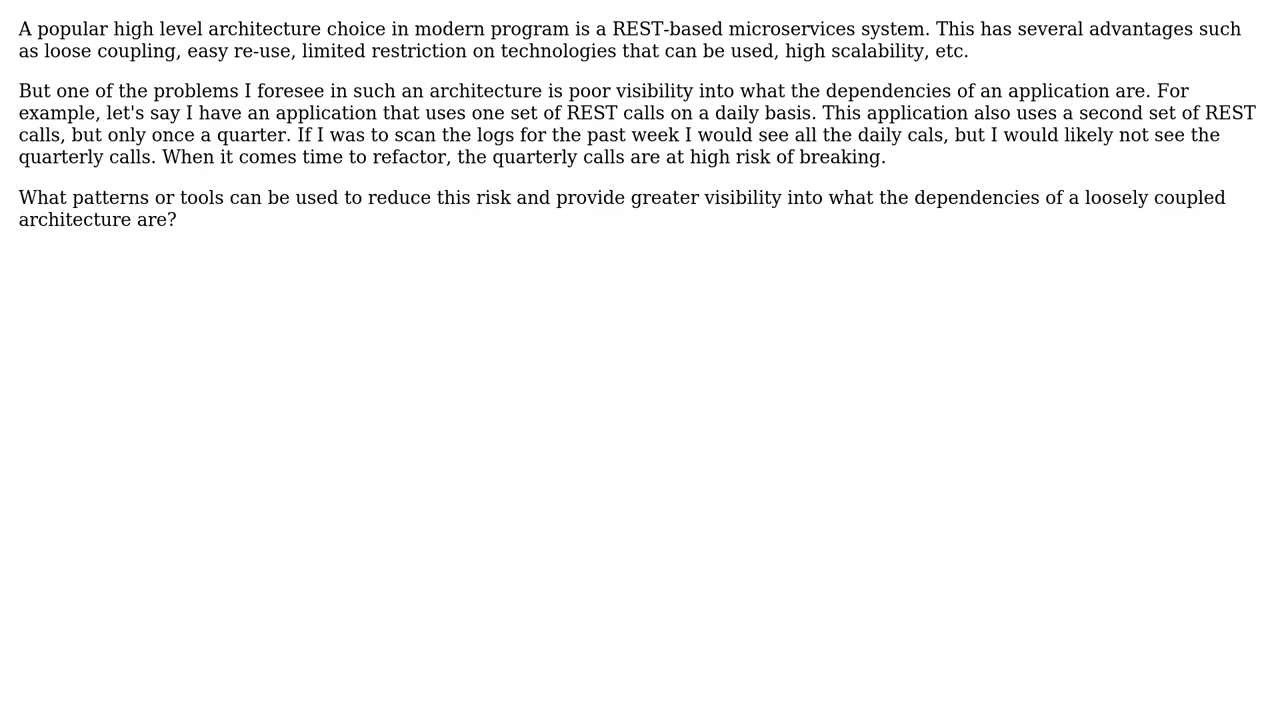 A popular high level architecture choice in modern program is a REST-based microservices system. This has several advantages such
as loose coupling, easy re-use, limited restriction on technologies that can be used, high scalability, etc.
But one of the problems I foresee in such an architecture is poor visibility into what the dependencies of an application are. For
example, let's say I have an application that uses one set of REST calls on a daily basis. This application also uses a second set of REST
calls, but only once a quarter. If I was to scan the logs for the past week I would see all the daily cals, but I would likely not see the
quarterly calls. When it comes time to refactor, the quarterly calls are at high risk of breaking.
What patterns or tools can be used to reduce this risk and provide greater visibility into what the dependencies of a loosely coupled
architecture are?